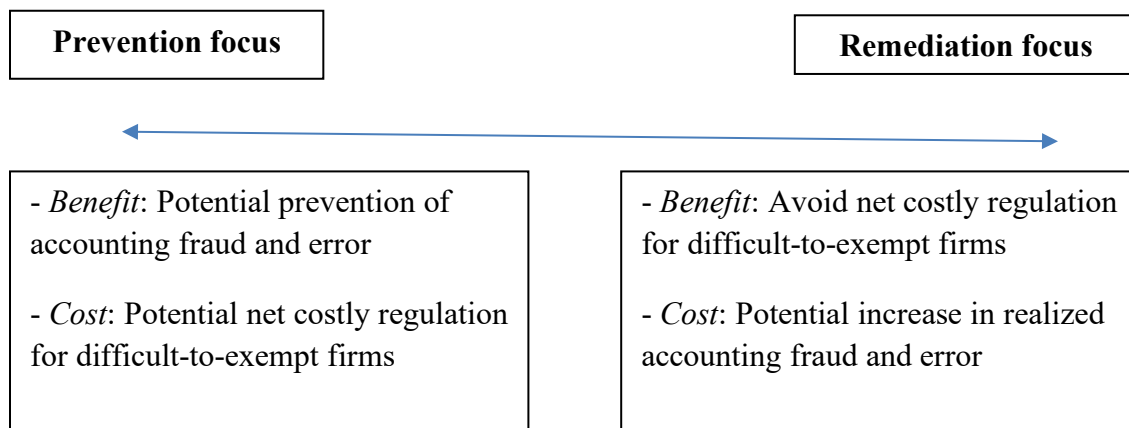 Prevention focus
Remediation focus
- Benefit: Potential prevention of
accounting fraud and error
- Cost: Potential net costly regulation
for difficult-to-exempt firms
- Benefit: Avoid net costly regulation
for difficult-to-exempt firms
- Cost: Potential increase in realized
accounting fraud and error